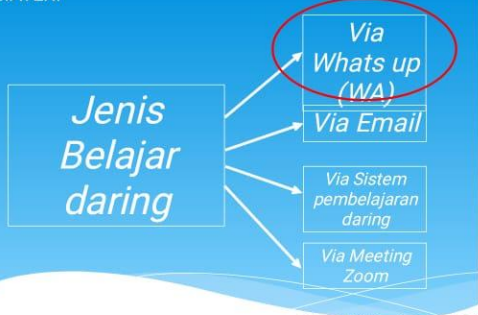 Jenis
Belajar
daring
Via
Whats up
(WA)
Via Email
Via Sistem
pembelajaran
daring
Via Meeting
Zoom